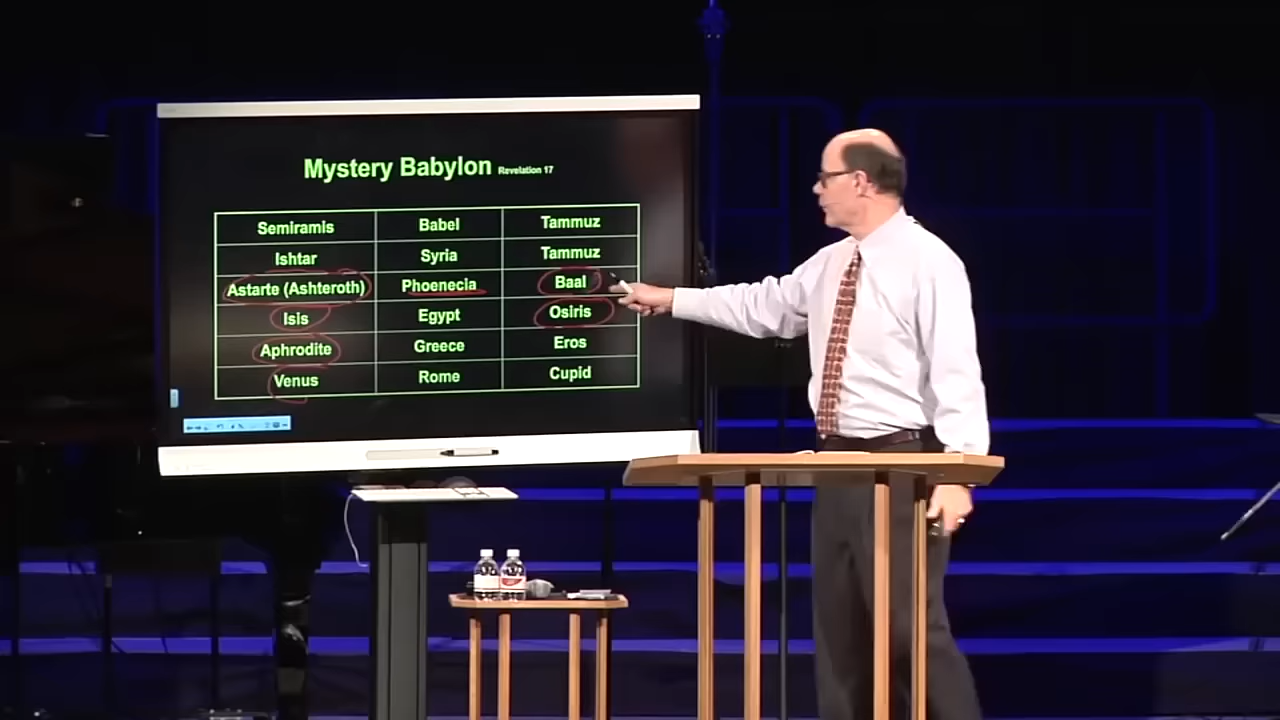 Mystery Babylon Revelation 17
Semiramis Babel Tammuz
Ishtar Syria Tammuz
Astarte (Ashteroth) Phoenecia Baal
Isis Egypt Osiris
Aphrodite Greece Eros
Venus Rome Cupid